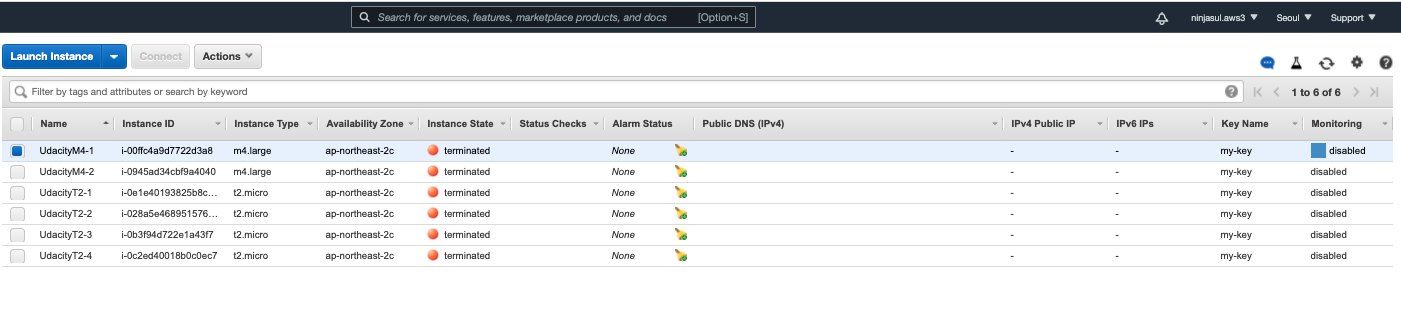 Search for services, features, marketplace products, and docs [Option+S] ninjasul.aws3 Seoul Support
Launch Instance Connect Actions
Filter by tags and attributes or search by keyword 1 to 6 of 6
Name Instance ID Instance Type Availability Zone Instance State Status Checks Alarm Status Public DNS (IPv4) IPv4 Public IP IPv6 IPs Key Name Monitoring
UdacityM4-1 i-00ffc4a9d7722d3a8 m4.large ap-northeast-2c terminated None - - my-key disabled
UdacityM4-2 i-0945ad34cbf9a4040 m4.large ap-northeast-2c terminated None - - my-key disabled
UdacityT2-1 i-0e1e40193825b8c... t2.micro ap-northeast-2c terminated None - - my-key disabled
UdacityT2-2 i-028a5e468951576... t2.micro ap-northeast-2c terminated None - - my-key disabled
UdacityT2-3 i-0b3f94d722e1a43f7 t2.micro ap-northeast-2c terminated None - - my-key disabled
UdacityT2-4 i-0c2ed40018b0c0ec7 t2.micro ap-northeast-2c terminated None - - my-key disabled